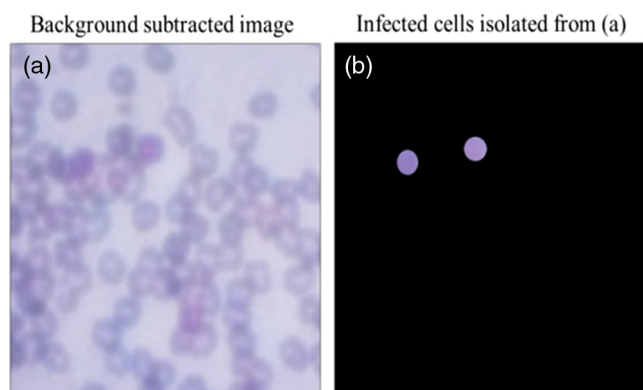 Background subtracted image
Infected cells isolated from (a)
(a)
(b)